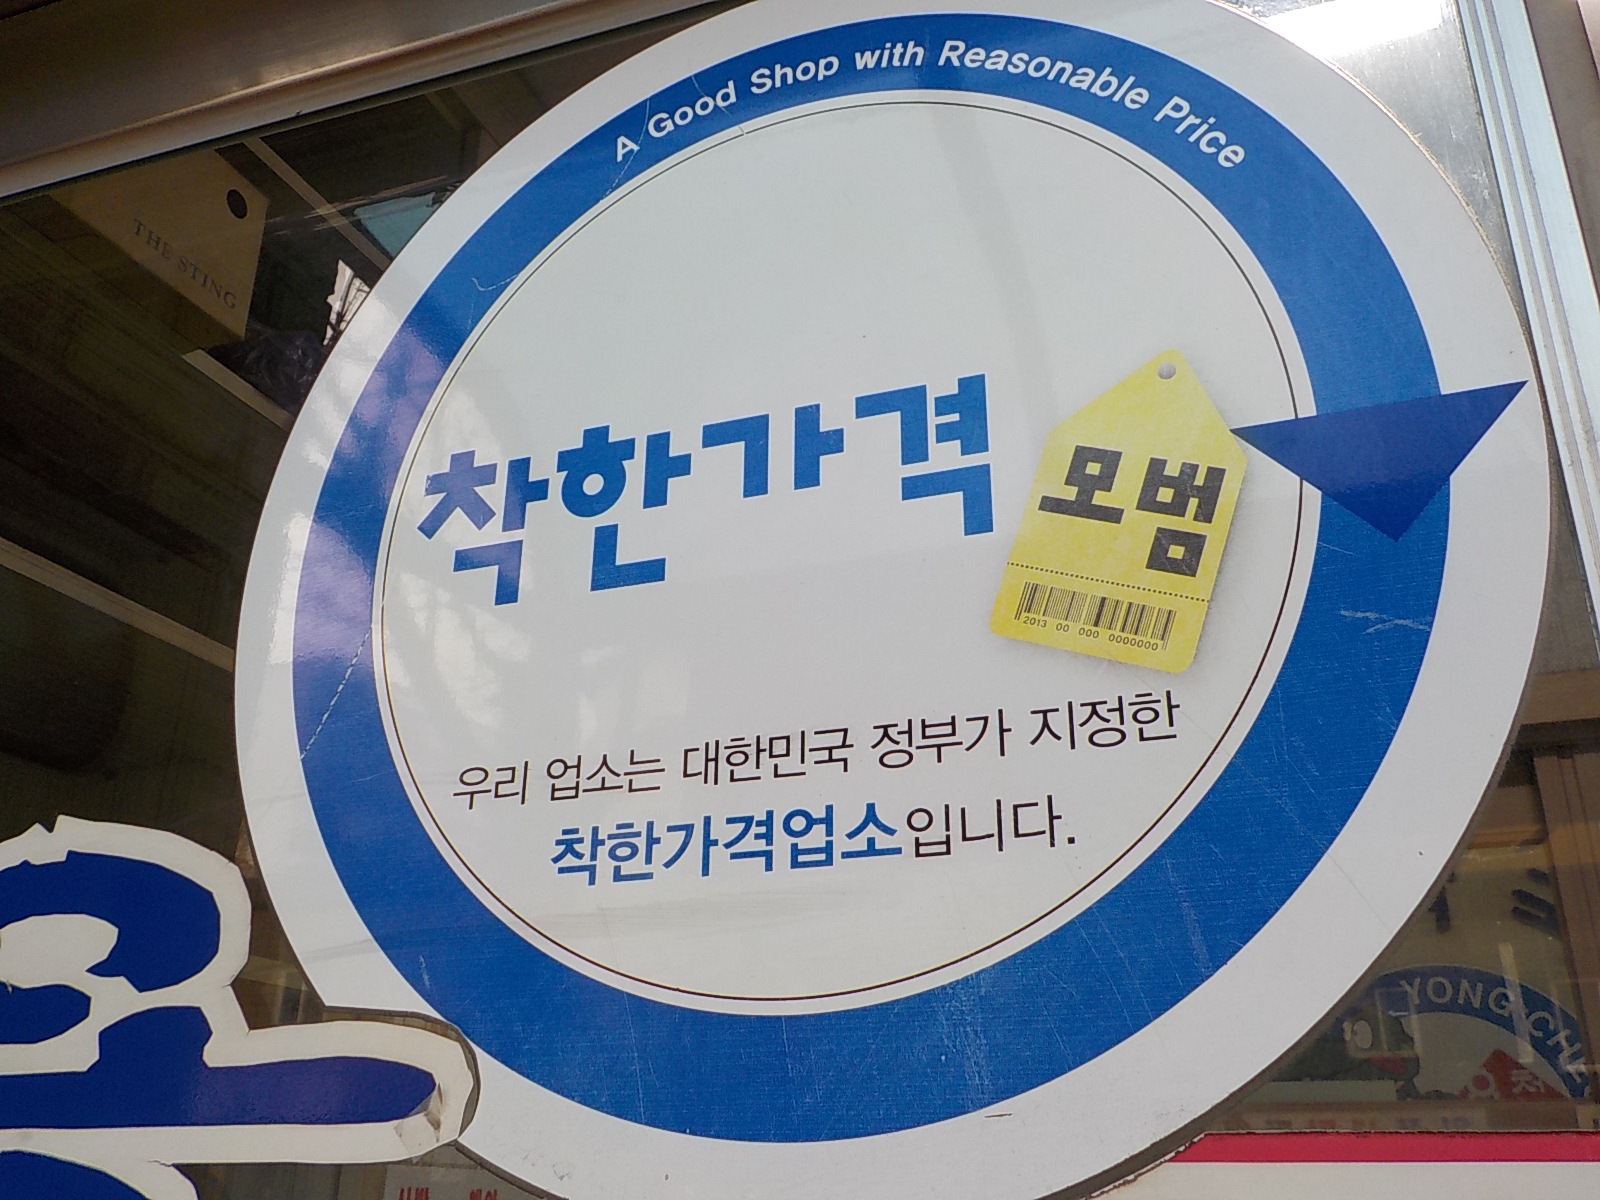 A Good Shop with Reasonable Price
THE STING
착한가격
모범
2013 00 000 0000000
우리 업소는 대한민국 정부가 지정한
착한가격업소입니다.
YONG